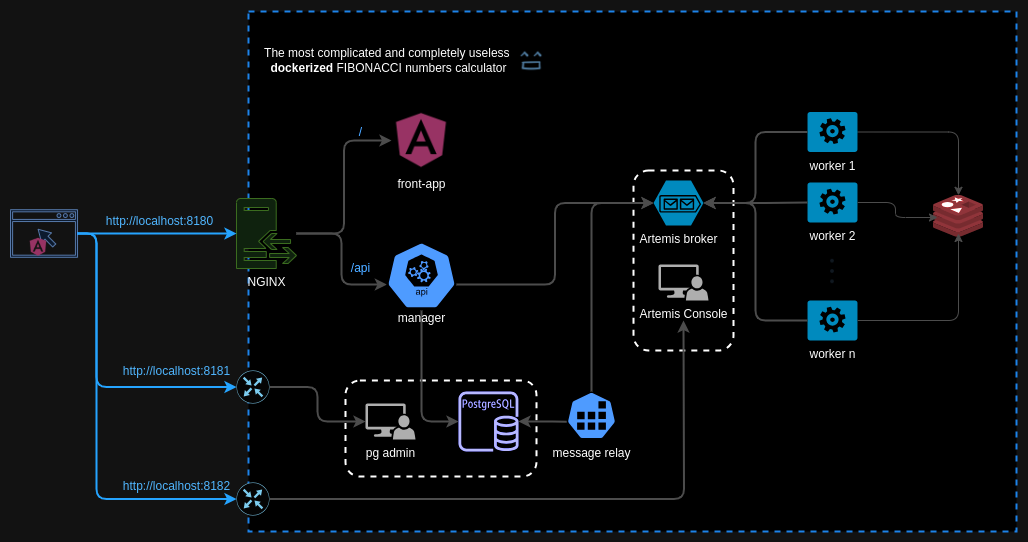 The most complicated and completely useless
dockerized FIBONACCI numbers calculator
/
front-app
worker 1
http://localhost:8180
worker 2
Artemis broker
/api
NGINX
api
manager
Artemis Console
worker n
http://localhost:8181
PostgreSQL
pg admin
message relay
http://localhost:8182